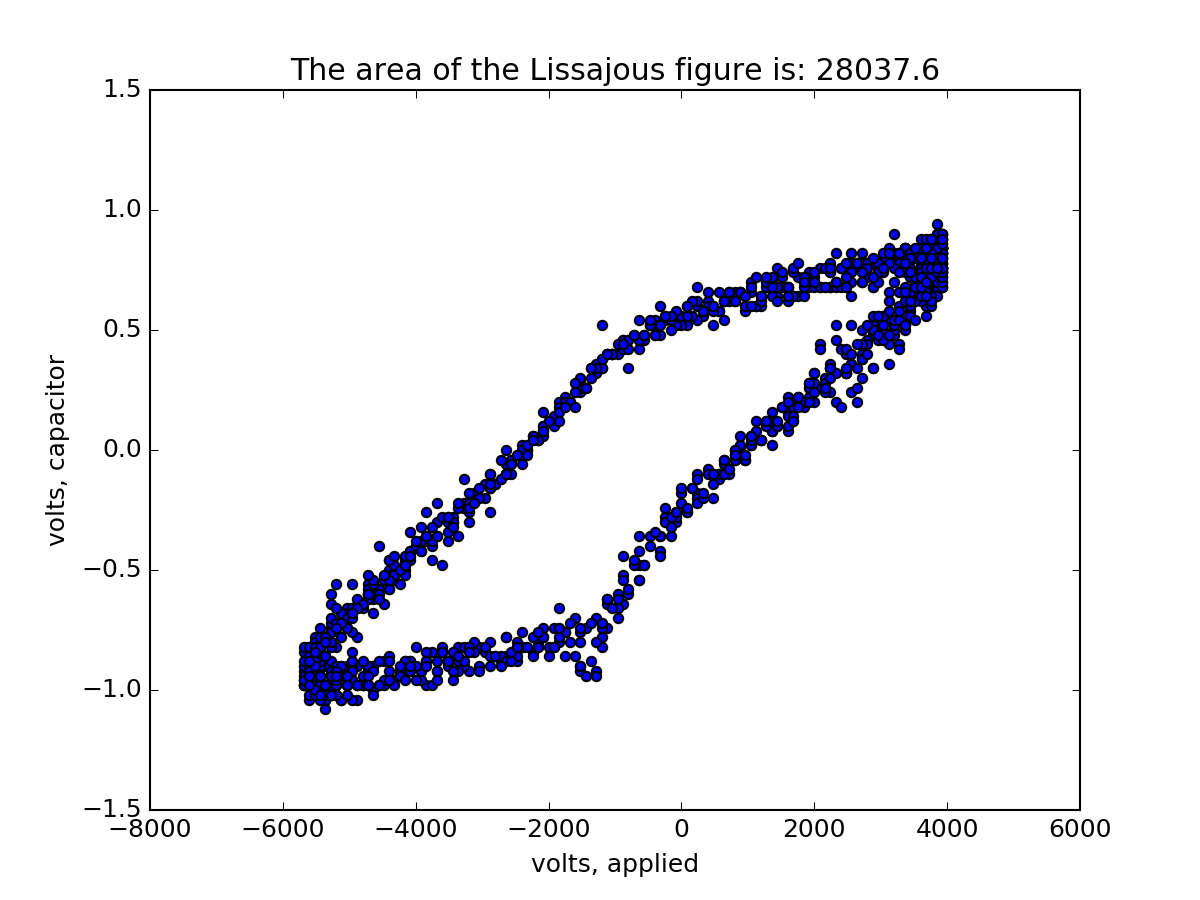 The area of the Lissajous figure is: 28037.6
1.5
1.0
0.5
0.0
−0.5
−1.0
−1.5
volts, capacitor
−8000 −6000 −4000 −2000 0 2000 4000 6000
volts, applied